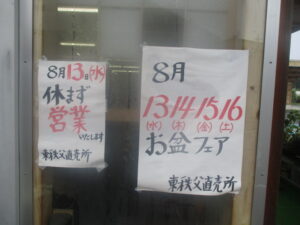 8月13日(水)
休まず
営業
いたします
東秩父直売所
8月
13 14 15 16
(水)(木)(金)(土)
お盆フェア
東秩父直売所